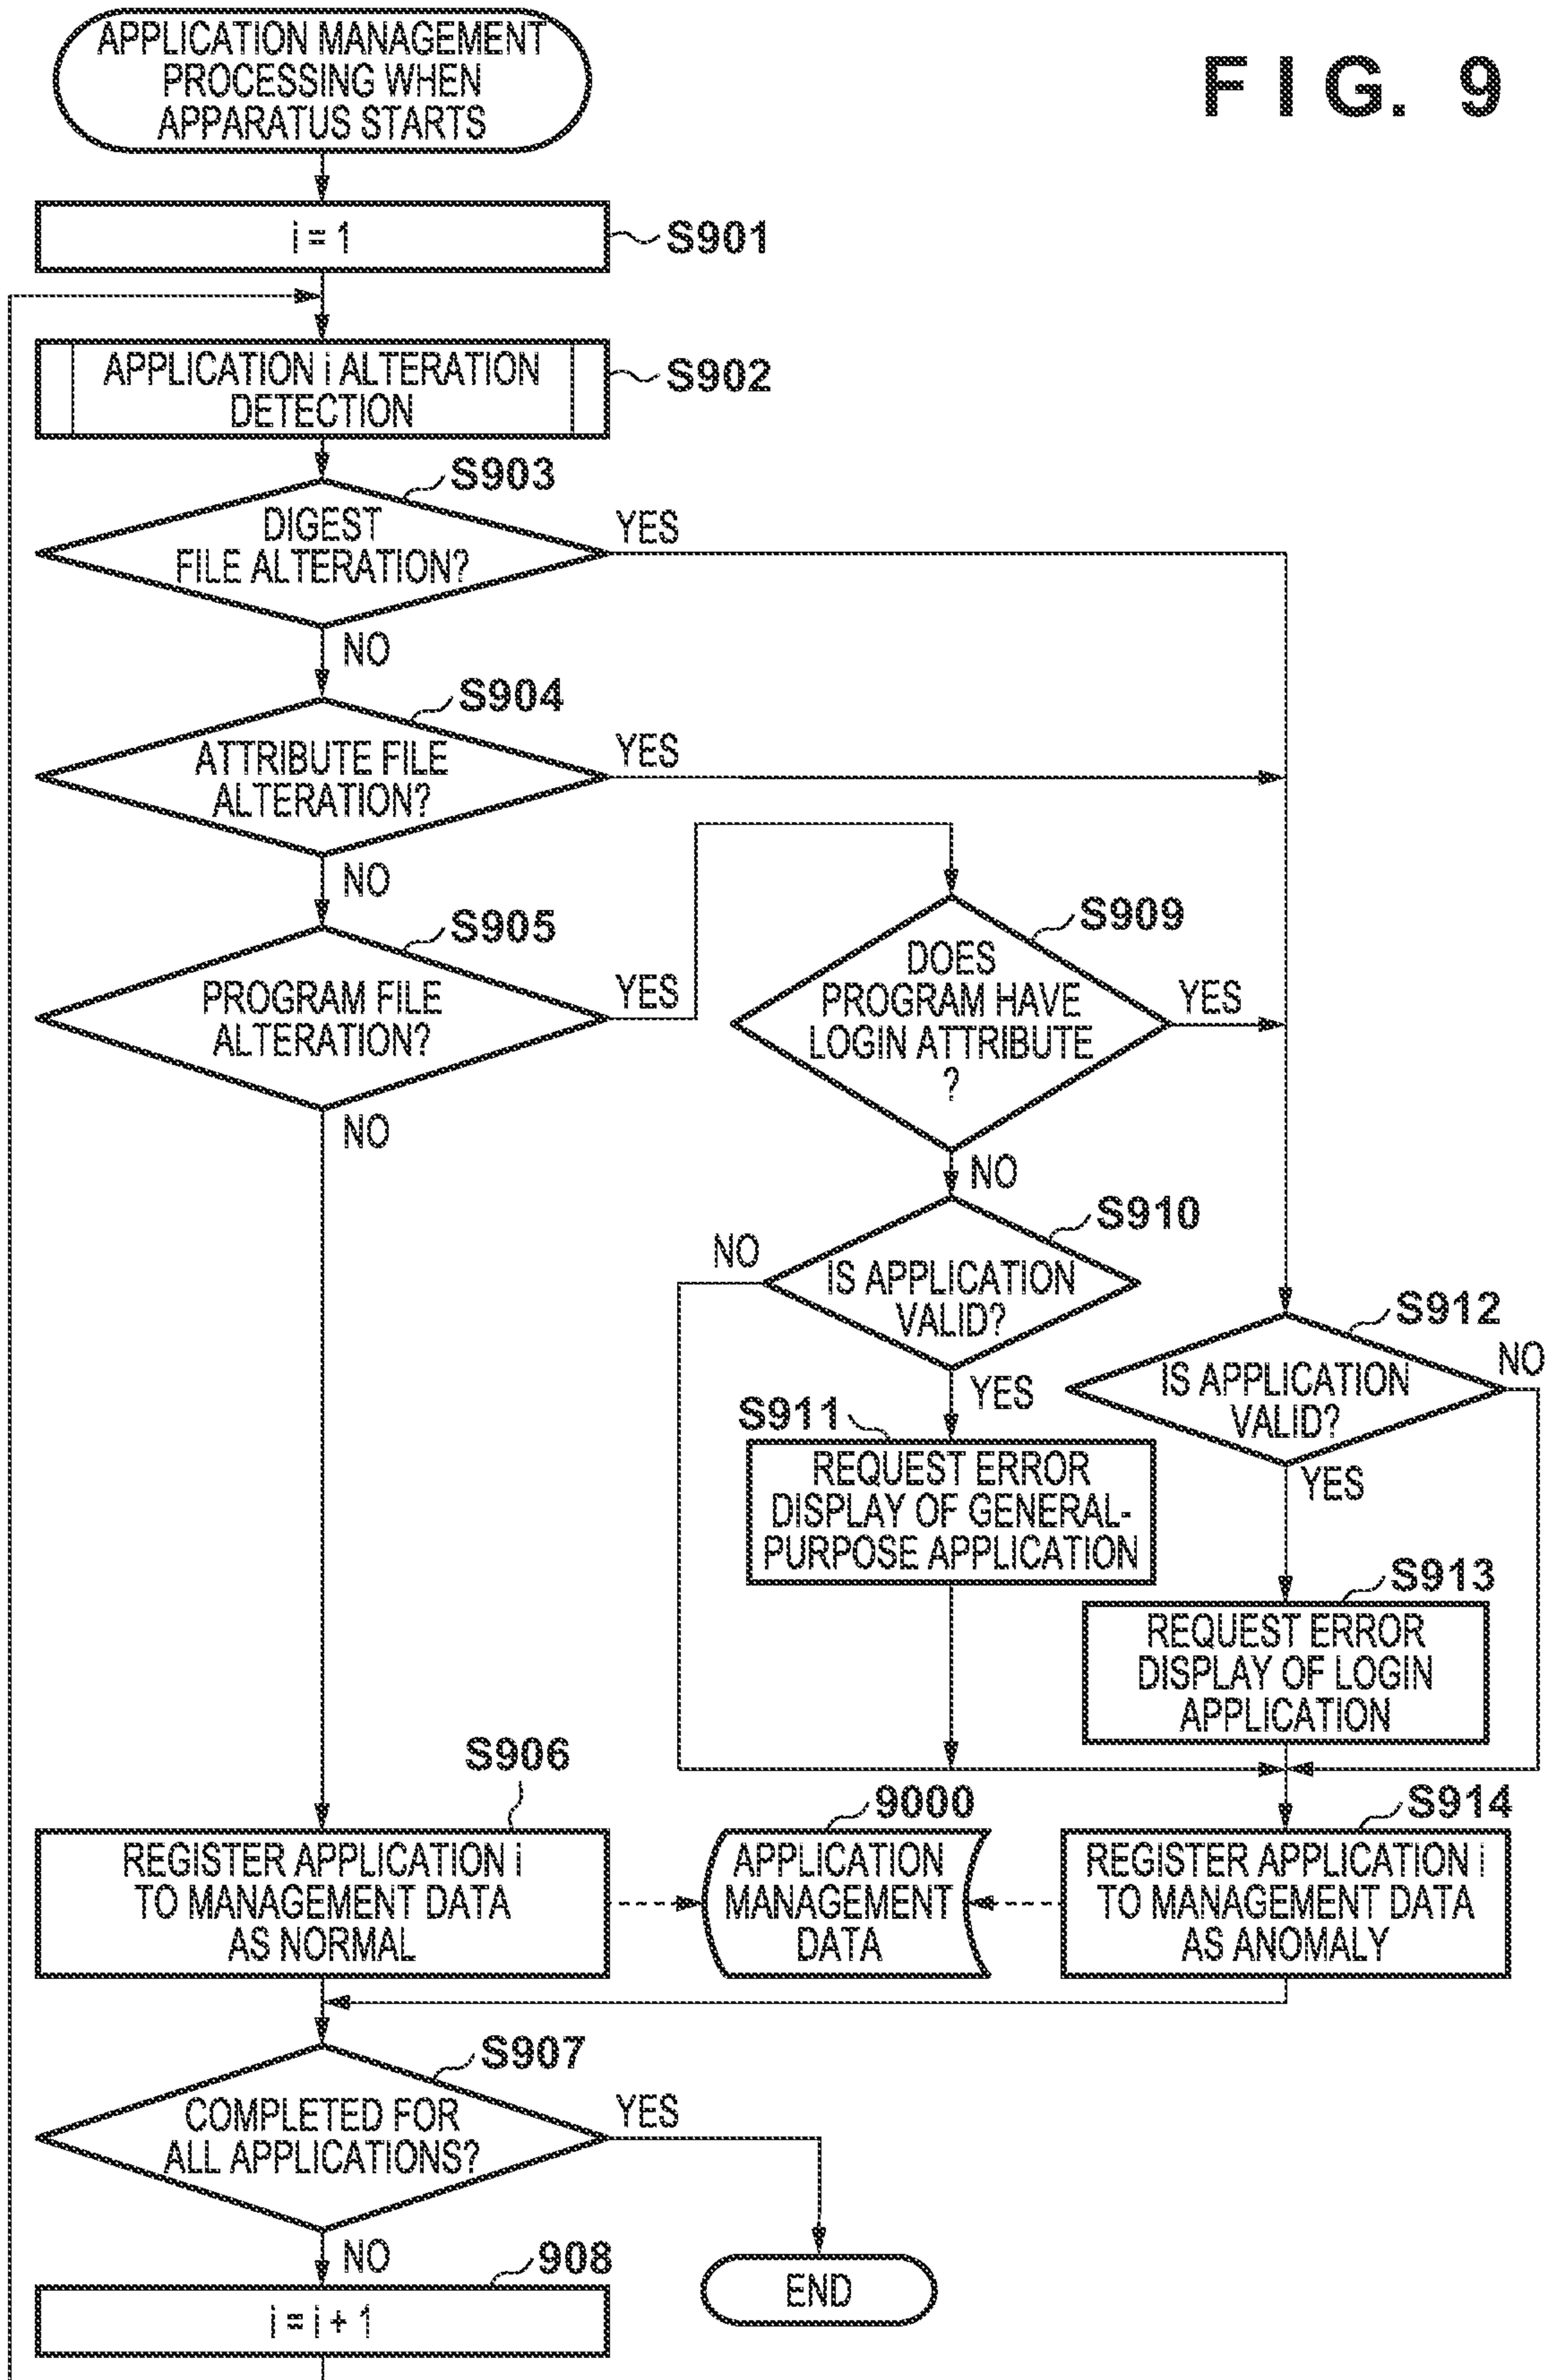 APPLICATION MANAGEMENT
PROCESSING WHEN
APPARATUS STARTS
FIG. 9
i = 1
S901
APPLICATION i ALTERATION
DETECTION
S902
S903
DIGEST
FILE ALTERATION?
YES
NO
S904
ATTRIBUTE FILE
ALTERATION?
YES
NO
S905
PROGRAM FILE
ALTERATION?
YES
NO
S909
DOES
PROGRAM HAVE
LOGIN ATTRIBUTE
?
YES
NO
S910
IS APPLICATION
VALID?
NO
YES
S911
REQUEST ERROR
DISPLAY OF GENERAL-
PURPOSE APPLICATION
S912
IS APPLICATION
VALID?
NO
YES
S913
REQUEST ERROR
DISPLAY OF LOGIN
APPLICATION
S906
REGISTER APPLICATION i
TO MANAGEMENT DATA
AS NORMAL
9000
APPLICATION
MANAGEMENT
DATA
S914
REGISTER APPLICATION i
TO MANAGEMENT DATA
AS ANOMALY
S907
COMPLETED FOR
ALL APPLICATIONS?
YES
NO
908
i = i + 1
END